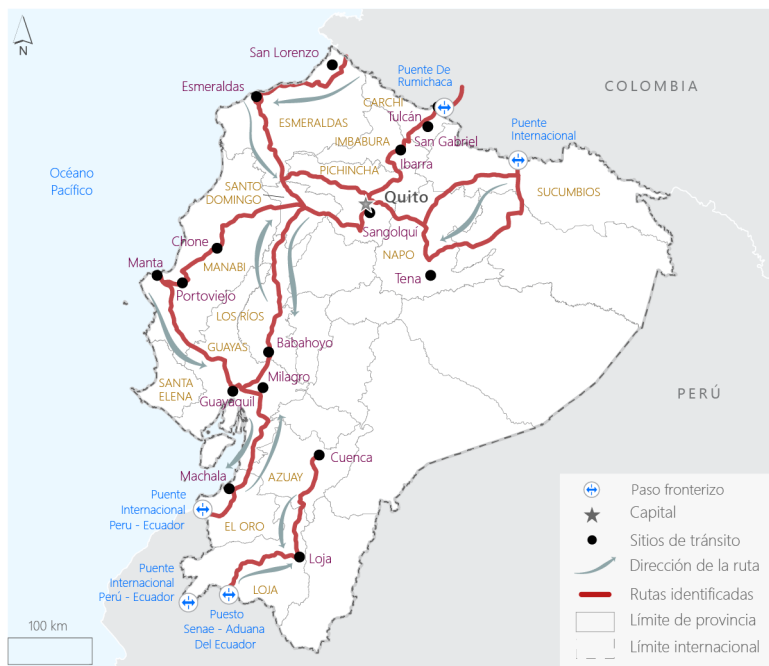 N
San Lorenzo
Esmeraldas
Puente De
Rumichaca
COLOMBIA
CARCHI
Tulcán
ESMERALDAS
San Gabriel
IMBABURA
Ibarra
Puente
Internacional
PICHINCHA
Océano
Pacífico
SANTO
DOMINGO
Quito
SUCUMBIOS
Sangolquí
Chone
NAPO
Manta
MANABI
Tena
Portoviejo
LOS RÍOS
Babahoyo
GUAYAS
Milagro
SANTA
ELENA
Guayaquil
PERÚ
Cuenca
Machala
AZUAY
Puente
Internacional
Peru - Ecuador
EL ORO
Loja
Puente
Internacional
Perú - Ecuador
LOJA
Puesto
Senae - Aduana
Del Ecuador
100 km
Paso fronterizo
Capital
Sitios de tránsito
Dirección de la ruta
Rutas identificadas
Límite de provincia
Límite internacional